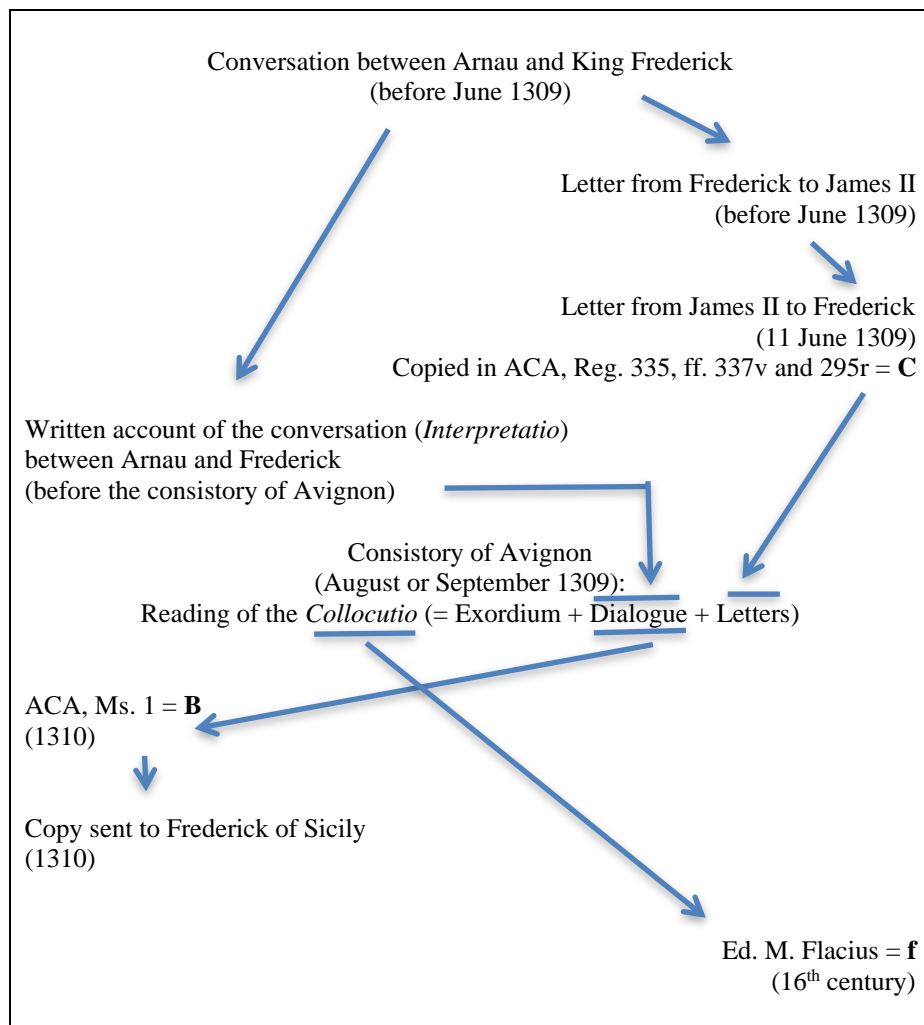 Conversation between Arnau and King Frederick
(before June 1309)
Letter from Frederick to James II
(before June 1309)
Letter from James II to Frederick
(11 June 1309)
Copied in ACA, Reg. 335, ff. 337v and 295r = C
Written account of the conversation (Interpretatio)
between Arnau and Frederick
(before the consistory of Avignon)
Consistory of Avignon
(August or September 1309):
Reading of the Collocutio (= Exordium + Dialogue + Letters)
ACA, Ms. 1 = B
(1310)
Copy sent to Frederick of Sicily
(1310)
Ed. M. Flacius = f
(16th century)